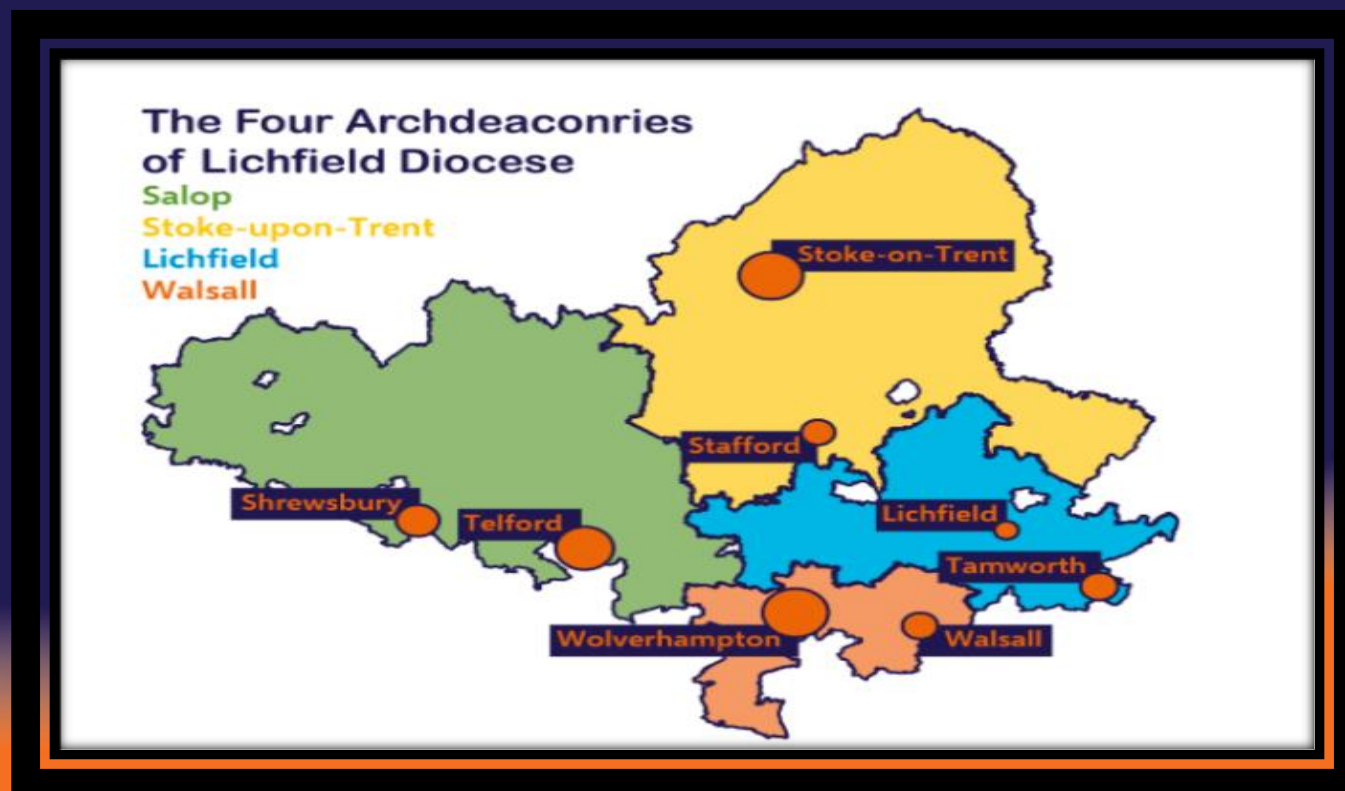 The Four Archdeaconries
of Lichfield Diocese
Salop
Stoke-upon-Trent
Lichfield
Walsall
Stoke-on-Trent
Stafford
Shrewsbury
Telford
Lichfield
Tamworth
Wolverhampton
Walsall